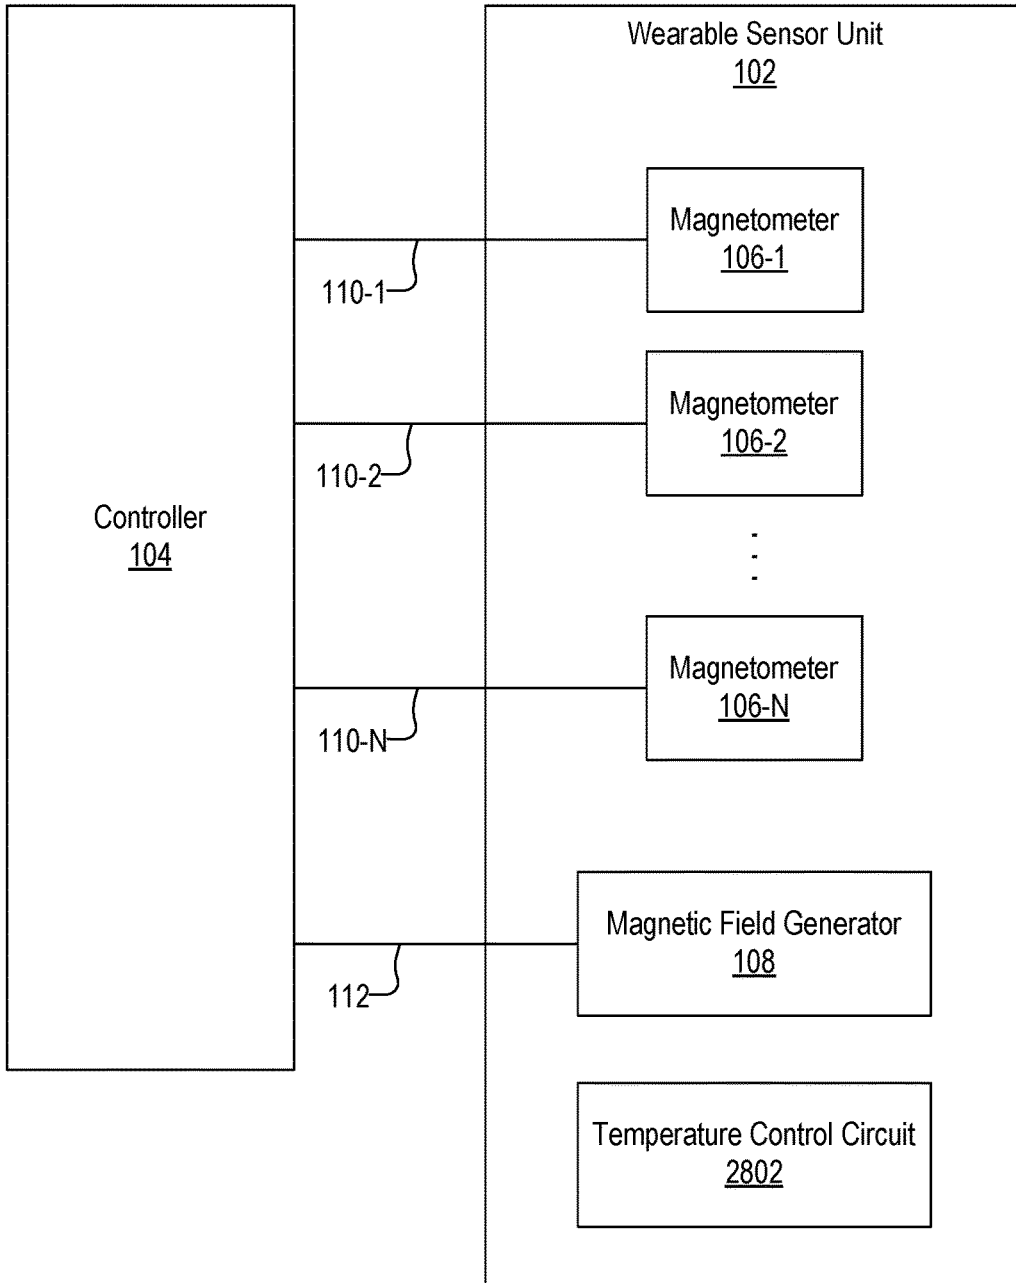 Wearable Sensor Unit
102
Magnetometer
106-1
110-1
Magnetometer
106-2
110-2
Controller
104
Magnetometer
106-N
110-N
Magnetic Field Generator
108
112
Temperature Control Circuit
2802